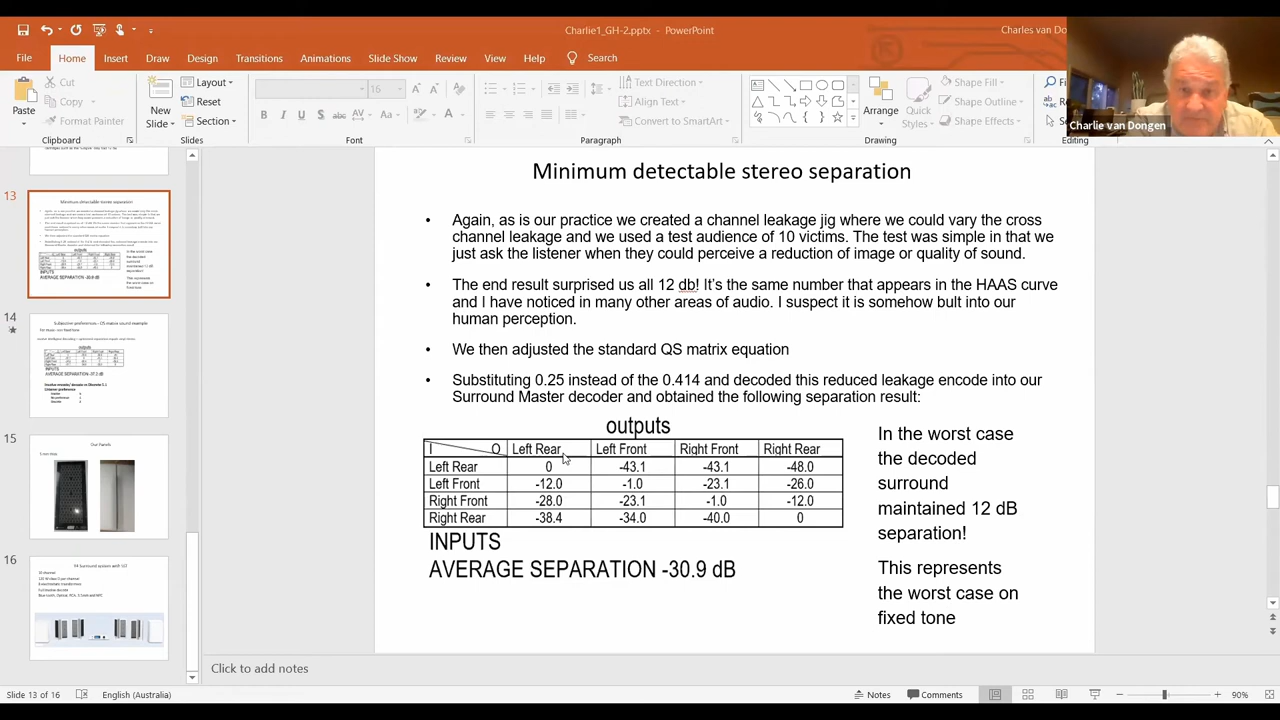 Charlie1_GH-2.pptx - PowerPoint
Charles van Do
File Home Insert Draw Design Transitions Animations Slide Show Review View Help Search
Paste
Cut
Copy
Format Painter
Clipboard
New
Slide
Layout
Reset
Section
Slides
16
Font
Text Direction
Align Text
Convert to SmartArt
Paragraph
Arrange
Quick
Styles
Shape Fill
Shape Outline
Shape Effects
Drawing
Editing
Charlie van Dongen
13
14
15
16
Minimum detectable stereo separation
• Again, as is our practice we created a channel leakage jig where we could vary the cross
channel leakage and we used a test audience of 10 victims. The test was simple in that we
just ask the listener when they could perceive a reduction in image or quality of sound.
• The end result surprised us all 12 db! It’s the same number that appears in the HAAS curve
and I have noticed in many other areas of audio. I suspect it is somehow bult into our
human perception.
• We then adjusted the standard QS matrix equation
• Substituting 0.25 instead of the 0.414 and decoded this reduced leakage encode into our
Surround Master decoder and obtained the following separation result:
outputs
I O Left Rear Left Front Right Front Right Rear
Left Rear 0 -43.1 -43.1 -48.0
Left Front -12.0 -1.0 -23.1 -26.0
Right Front -28.0 -23.1 -1.0 -12.0
Right Rear -38.4 -34.0 -40.0 0
INPUTS
AVERAGE SEPARATION -30.9 dB
In the worst case
the decoded
surround
maintained 12 dB
separation!
This represents
the worst case on
fixed tone
Click to add notes
Slide 13 of 16 English (Australia) Notes Comments 90%